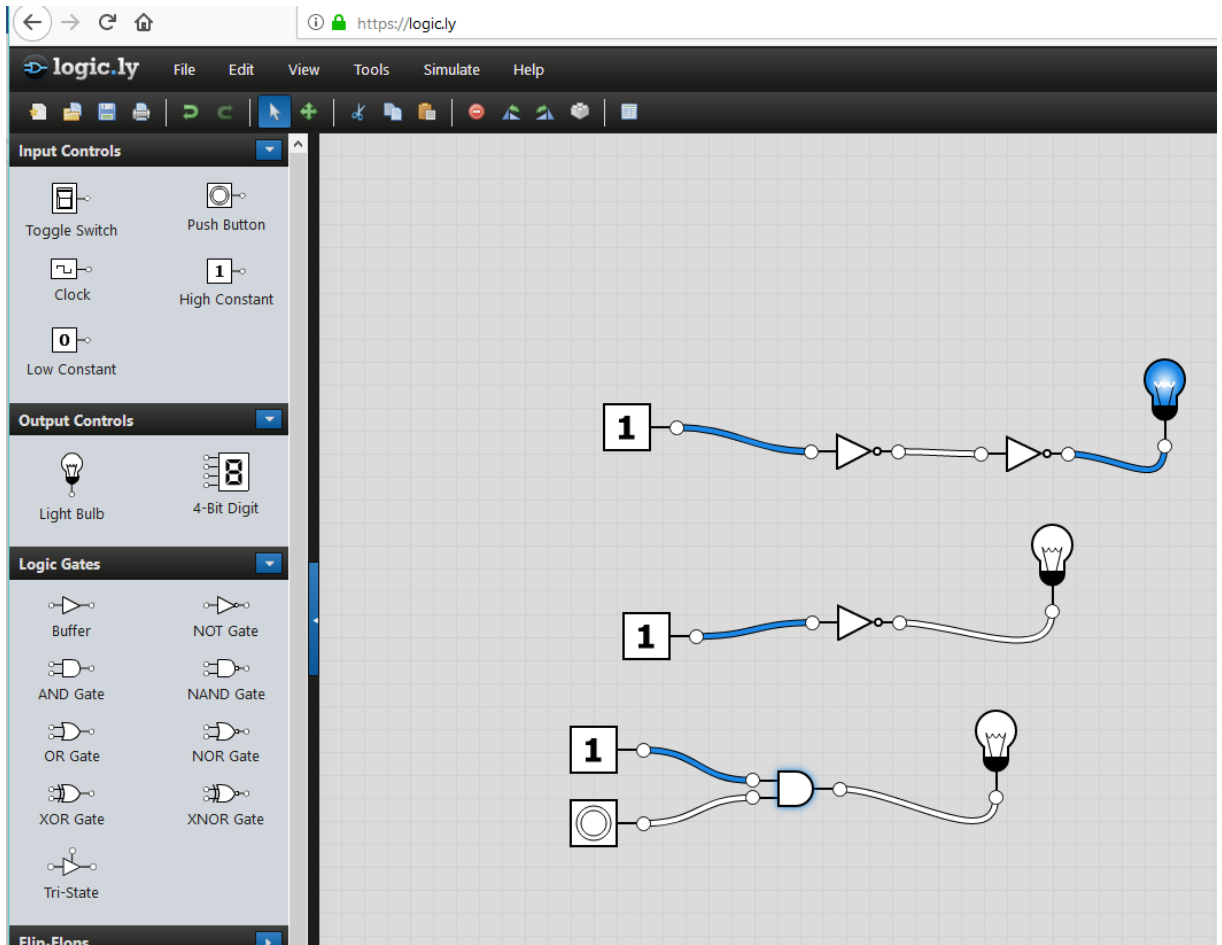 https://logic.ly
logic.ly File Edit View Tools Simulate Help
Input Controls
Toggle Switch Push Button
1
Clock High Constant
0
Low Constant
Output Controls
8
Light Bulb 4-Bit Digit
Logic Gates
Buffer NOT Gate
AND Gate NAND Gate
OR Gate NOR Gate
XOR Gate XNOR Gate
Tri-State
Flip-Flops
1
1
1